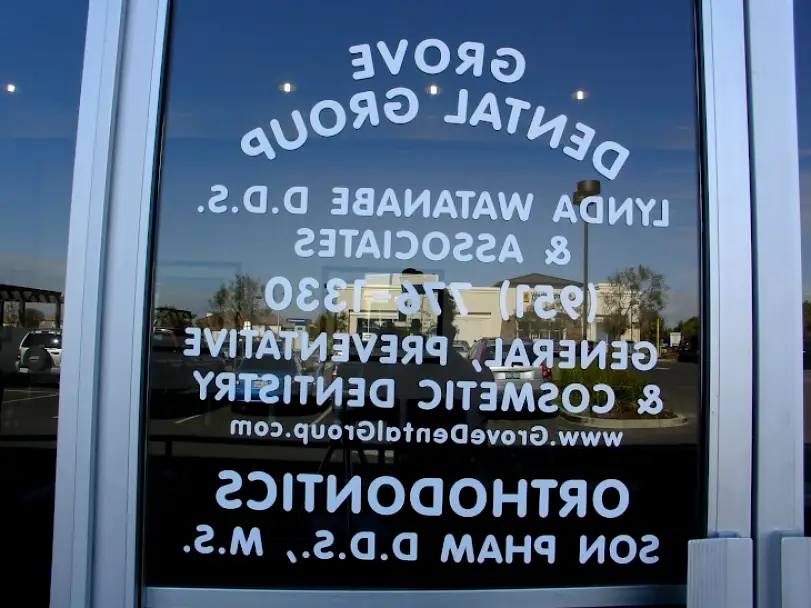 GROVE
DENTAL GROUP
LYNDA WATANABE D.D.S.
& ASSOCIATES
(951) 776-1330
GENERAL, PREVENTATIVE
& COSMETIC DENTISTRY
www.GroveDentalGroup.com
ORTHODONTICS
SON PHAM D.D.S., M.S.